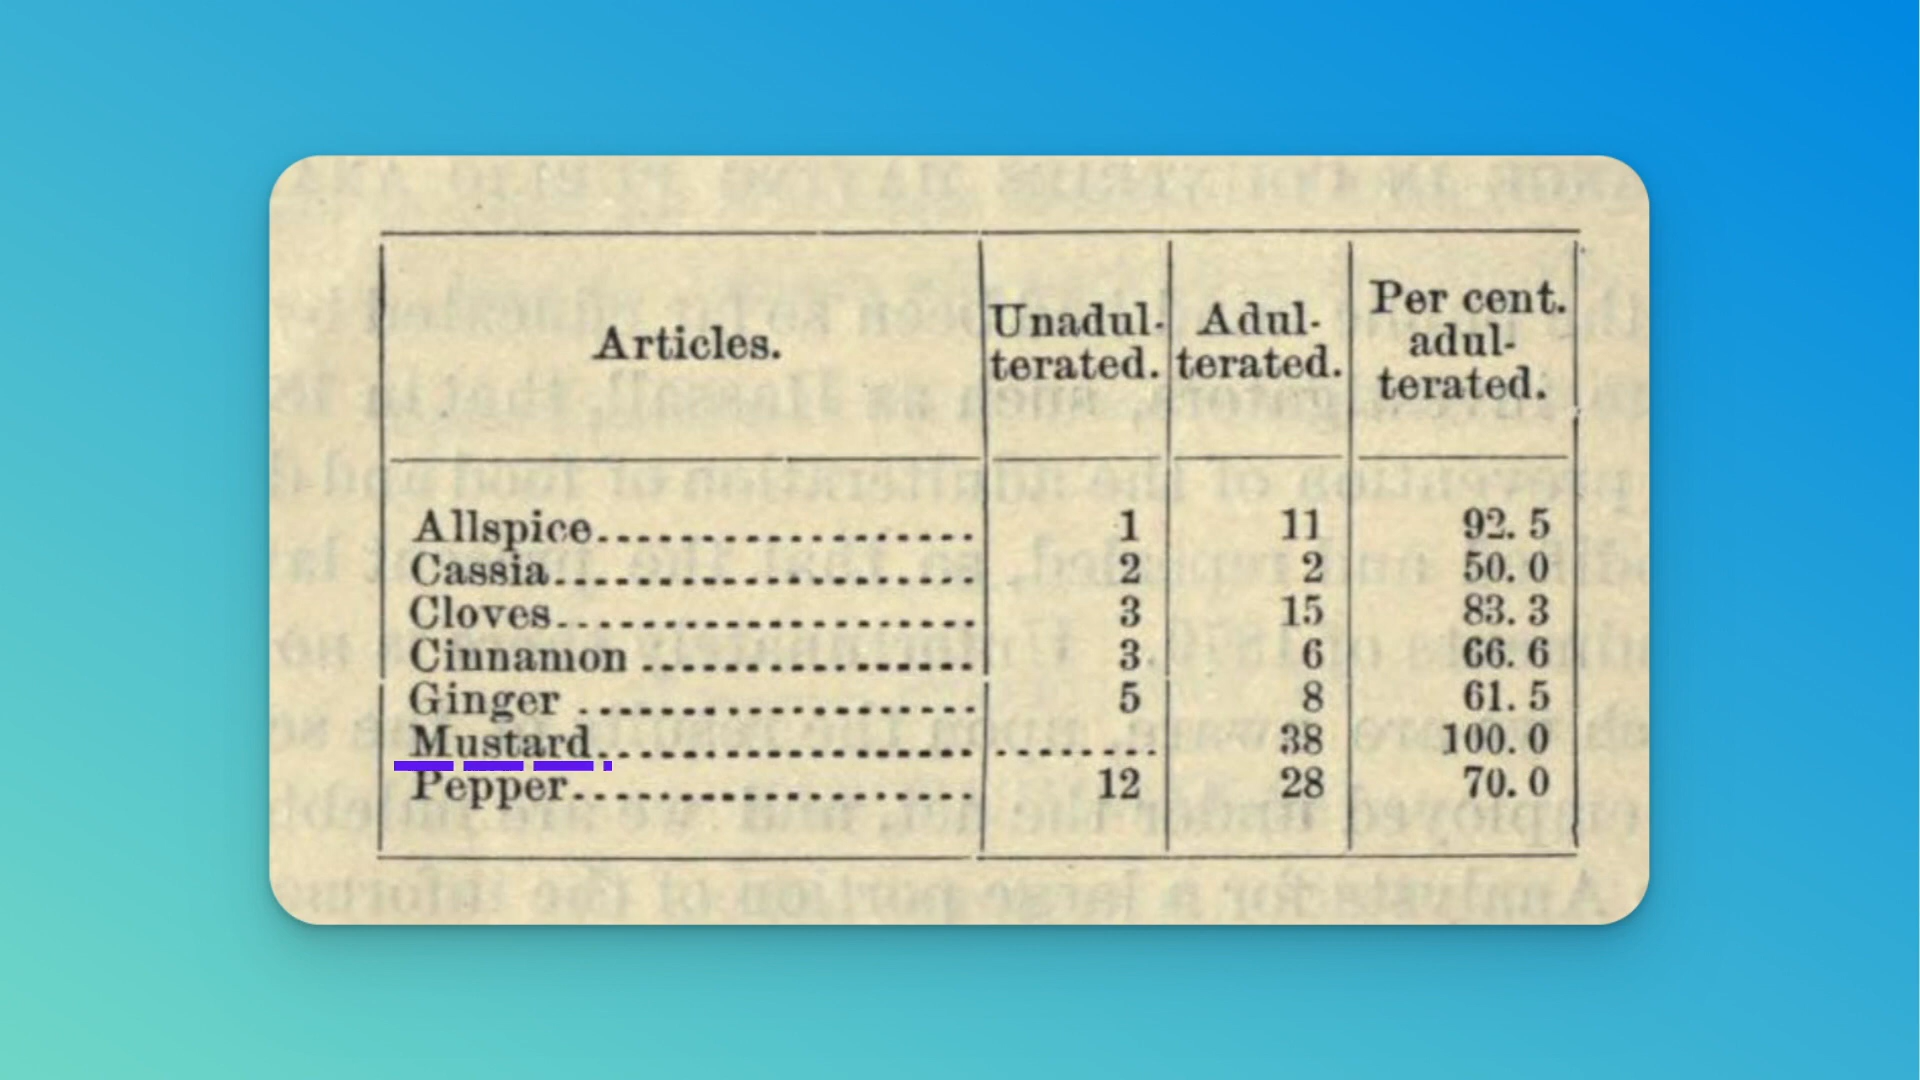 Articles. Unadul- terated. Adul- terated. Per cent. adul- terated.
Allspice 1 11 92.5
Cassia 2 2 50.0
Cloves 3 15 83.3
Cinnamon 3 6 66.6
Ginger 5 8 61.5
Mustard 38 100.0
Pepper 12 28 70.0